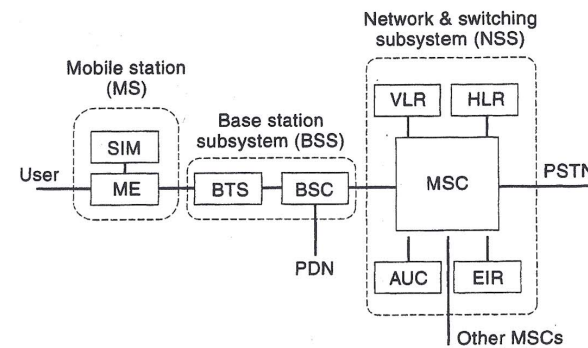 Network & switching
subsystem (NSS)
Mobile station
(MS)
Base station
subsystem (BSS)
VLR
HLR
SIM
User
ME
BTS
BSC
MSC
PSTN
PDN
AUC
EIR
Other MSCs